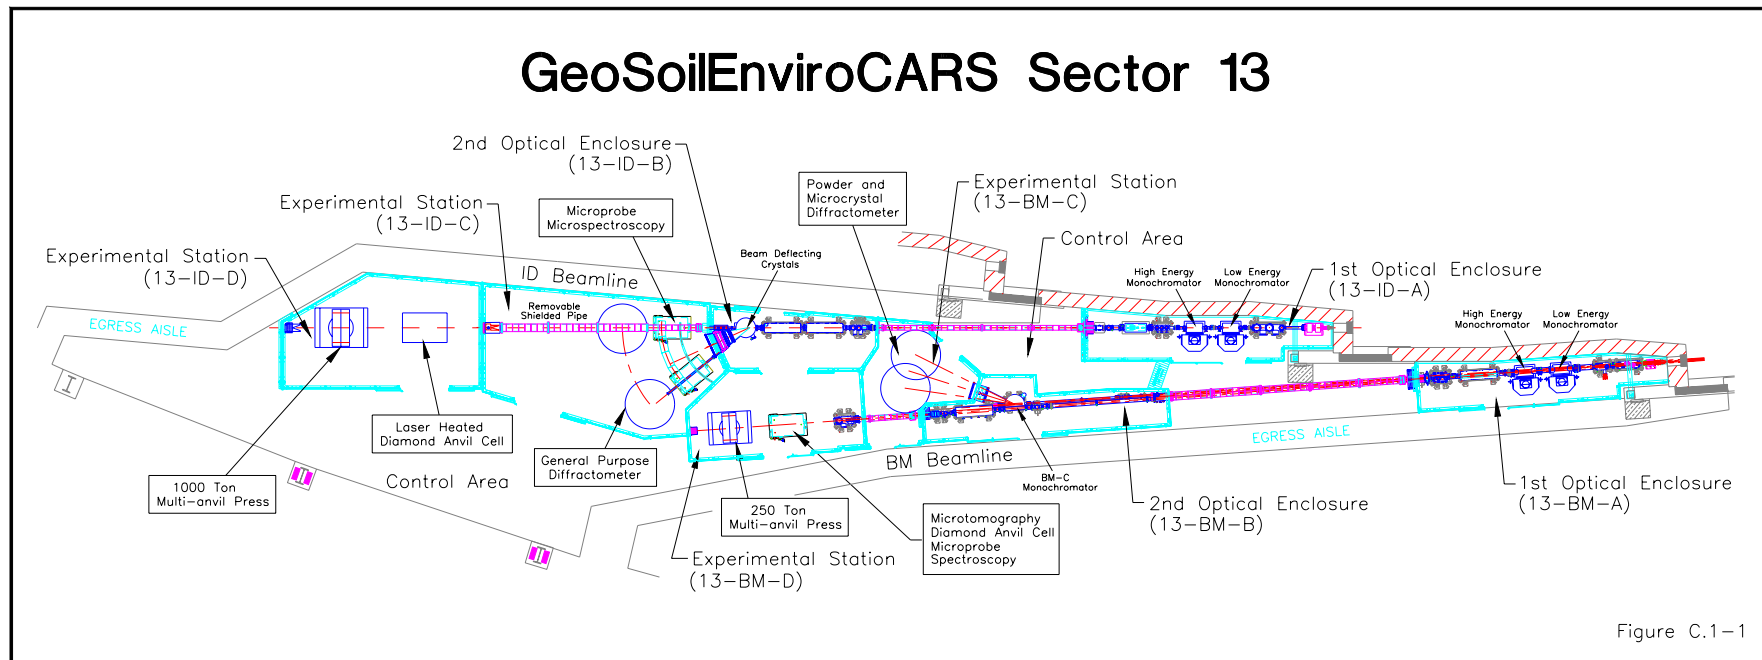 GeoSoilEnviroCARS Sector 13
2nd Optical Enclosure
(13-ID-B)
Experimental Station
(13-ID-C)
Microprobe
Microspectroscopy
Powder and
Microcrystal
Diffractometer
Experimental Station
(13-BM-C)
Control Area
Experimental Station
(13-ID-D)
ID Beamline
Beam Deflecting
Crystals
High Energy
Monochromator
Low Energy
Monochromator
1st Optical Enclosure
(13-ID-A)
Removable
Shielded Pipe
EGRESS AISLE
High Energy
Monochromator
Low Energy
Monochromator
Laser Heated
Diamond Anvil Cell
1000 Ton
Multi-anvil Press
Control Area
General Purpose
Diffractometer
BM Beamline
EGRESS AISLE
BM-C
Monochromator
250 Ton
Multi-anvil Press
Microtomography
Diamond Anvil Cell
Microprobe
Spectroscopy
2nd Optical Enclosure
(13-BM-B)
1st Optical Enclosure
(13-BM-A)
Experimental Station
(13-BM-D)
Figure C.1-1